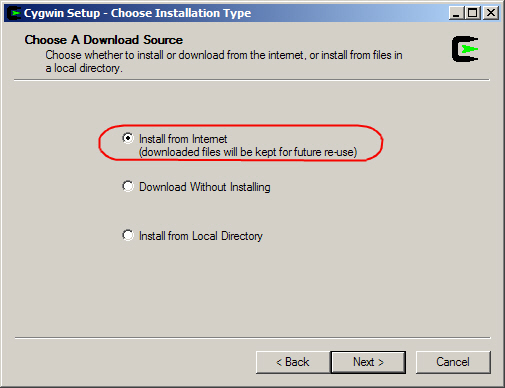 Cygwin Setup - Choose Installation Type
Choose A Download Source
Choose whether to install or download from the internet, or install from files in
a local directory.
Install from Internet
(downloaded files will be kept for future re-use)
Download Without Installing
Install from Local Directory
< Back
Next >
Cancel